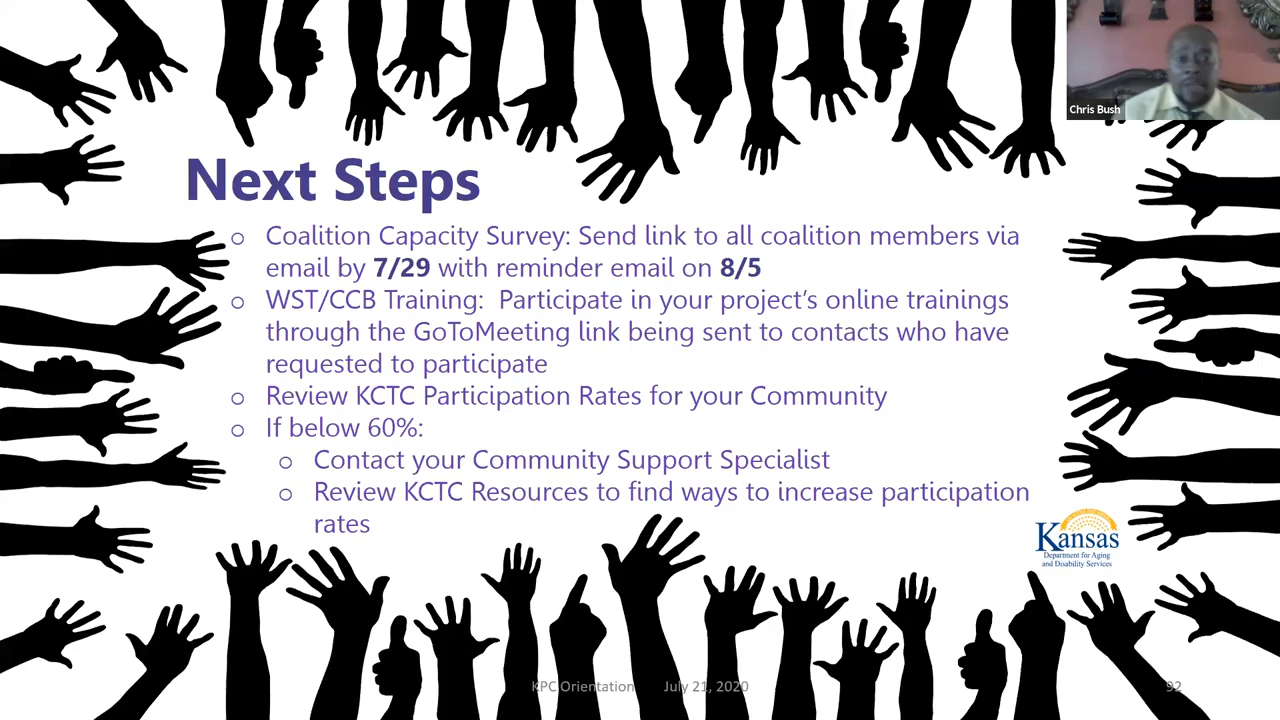 Chris Bush
Next Steps
o Coalition Capacity Survey: Send link to all coalition members via
email by 7/29 with reminder email on 8/5
o WST/CCB Training:  Participate in your project's online trainings
through the GoToMeeting link being sent to contacts who have
requested to participate
o Review KCTC Participation Rates for your Community
o If below 60%:
o Contact your Community Support Specialist
o Review KCTC Resources to find ways to increase participation
rates
Kansas
Department for Aging
and Disability Services
KPC Orientation July 21, 2020
92